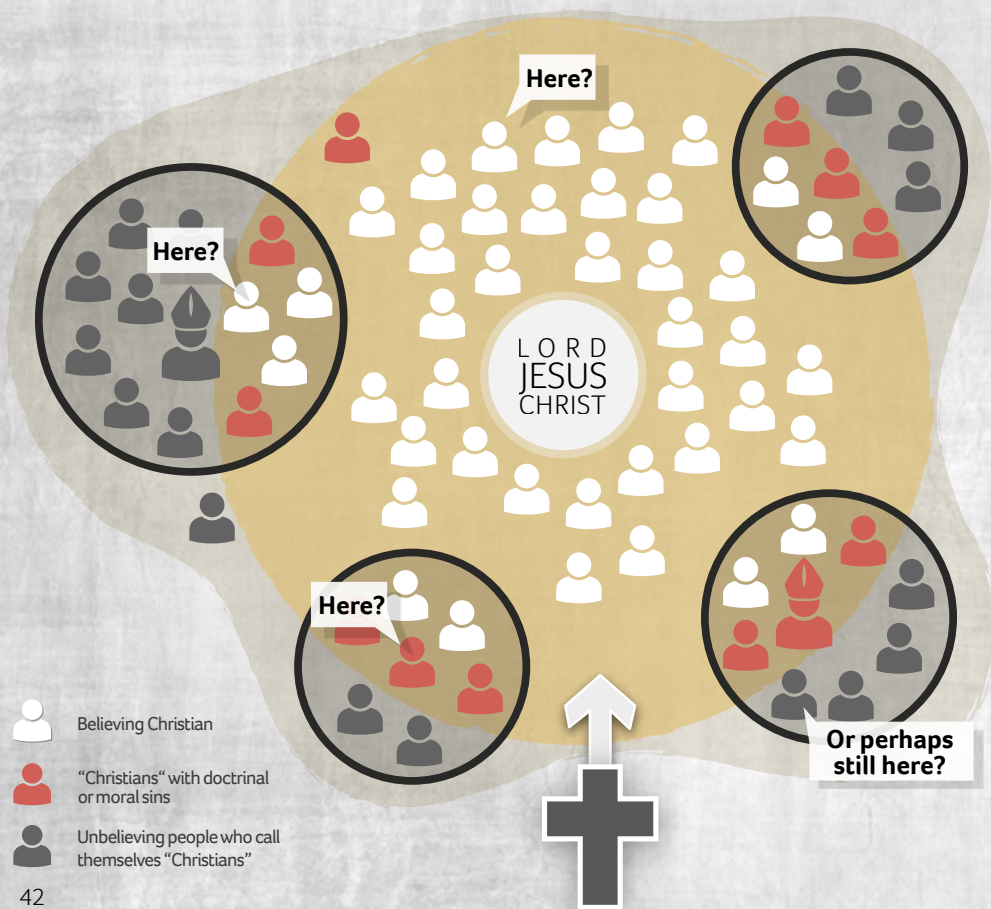 Here?
Here?
LORD
JESUS
CHRIST
Here?
Or perhaps
still here?
Believing Christian
"Christians“ with doctrinal
or moral sins
Unbelieving people who call
themselves “Christians”
42